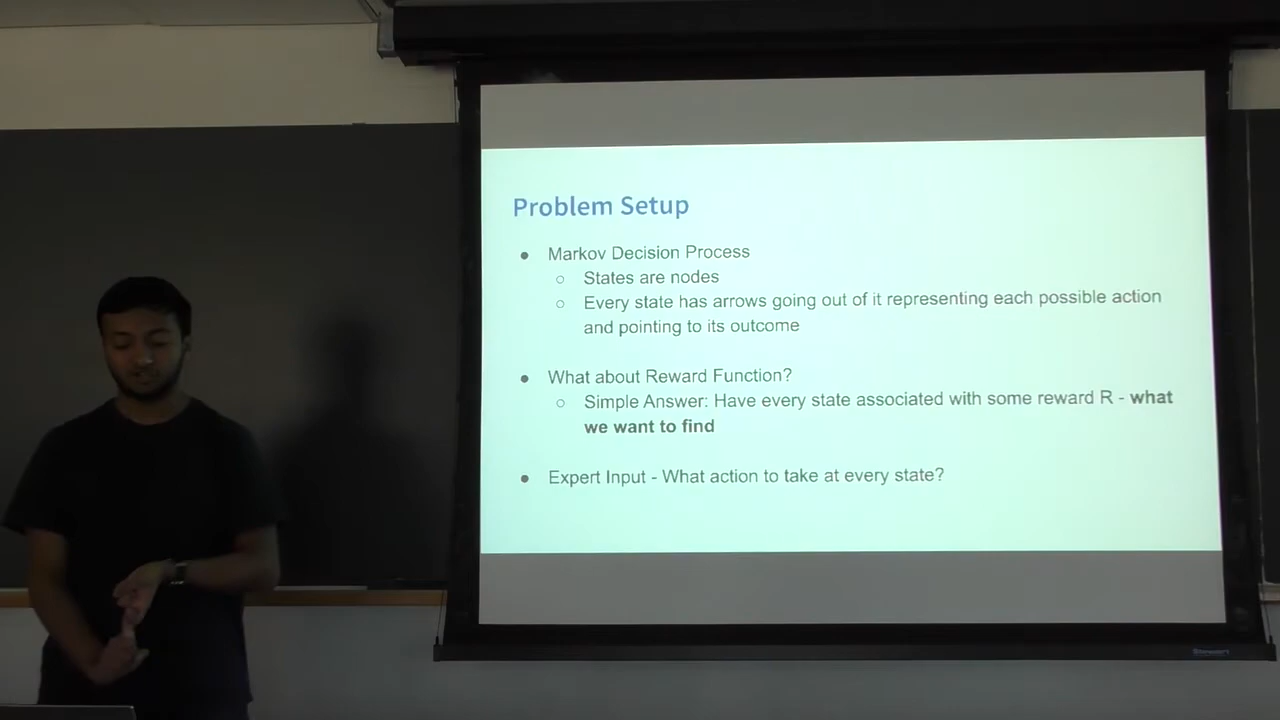 Problem Setup
● Markov Decision Process
○ States are nodes
○ Every state has arrows going out of it representing each possible action
and pointing to its outcome
● What about Reward Function?
○ Simple Answer: Have every state associated with some reward R - what
we want to find
● Expert Input - What action to take at every state?
Stewart